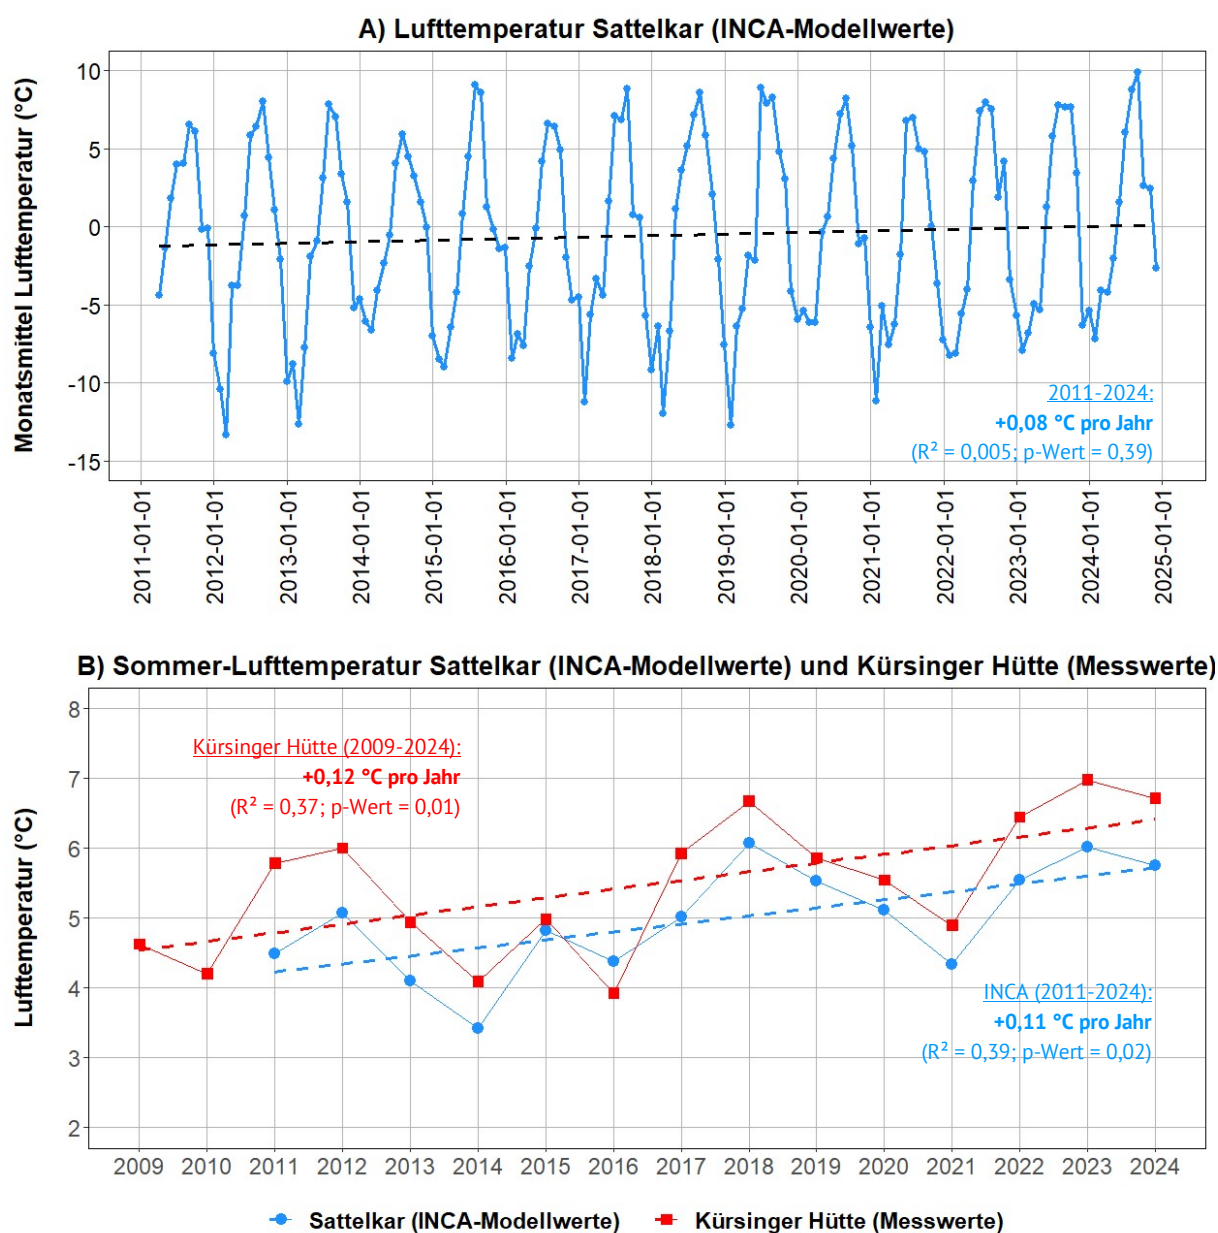 A) Lufttemperatur Sattelkar (INCA-Modellwerte)
Monatsmittel Lufttemperatur (°C)
10
5
0
-5
-10
-15
2011-2024:
+0,08 °C pro Jahr
(R² = 0,005; p-Wert = 0,39)
2011-01-01
2012-01-01
2013-01-01
2014-01-01
2015-01-01
2016-01-01
2017-01-01
2018-01-01
2019-01-01
2020-01-01
2021-01-01
2022-01-01
2023-01-01
2024-01-01
2025-01-01
B) Sommer-Lufttemperatur Sattelkar (INCA-Modellwerte) und Kürsinger Hütte (Messwerte)
Lufttemperatur (°C)
8
7
6
5
4
3
2
Kürsinger Hütte (2009-2024):
+0,12 °C pro Jahr
(R² = 0,37; p-Wert = 0,01)
INCA (2011-2024):
+0,11 °C pro Jahr
(R² = 0,39; p-Wert = 0,02)
2009 2010 2011 2012 2013 2014 2015 2016 2017 2018 2019 2020 2021 2022 2023 2024
Sattelkar (INCA-Modellwerte) Kürsinger Hütte (Messwerte)